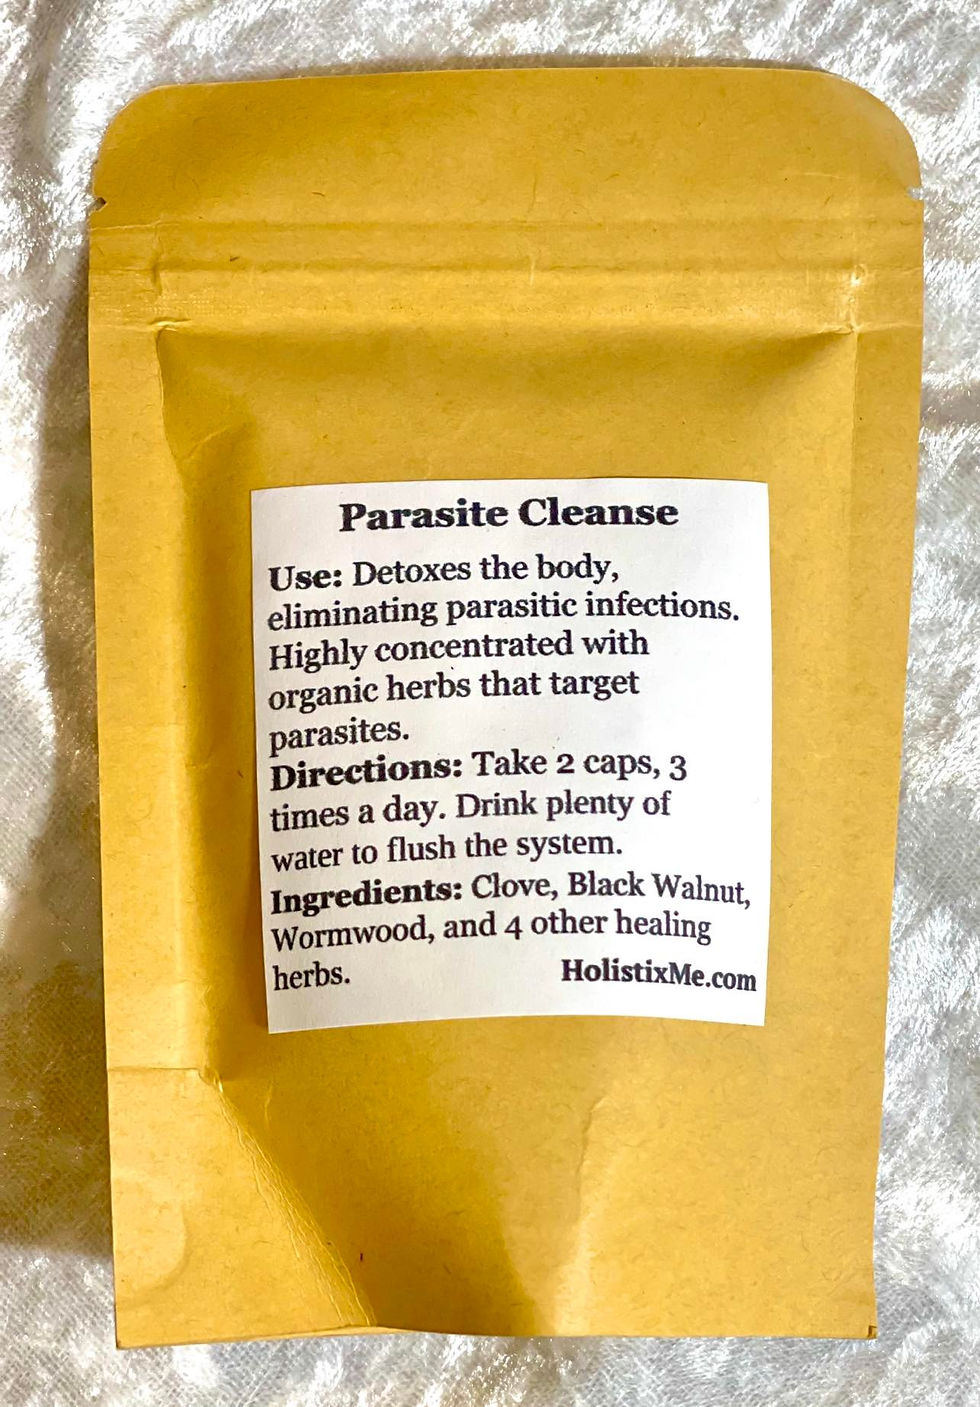 Parasite Cleanse
Use: Detoxes the body,
eliminating parasitic infections.
Highly concentrated with
organic herbs that target
parasites.
Directions: Take 2 caps, 3
times a day. Drink plenty of
water to flush the system.
Ingredients: Clove, Black Walnut,
Wormwood, and 4 other healing
herbs. HolistixMe.com